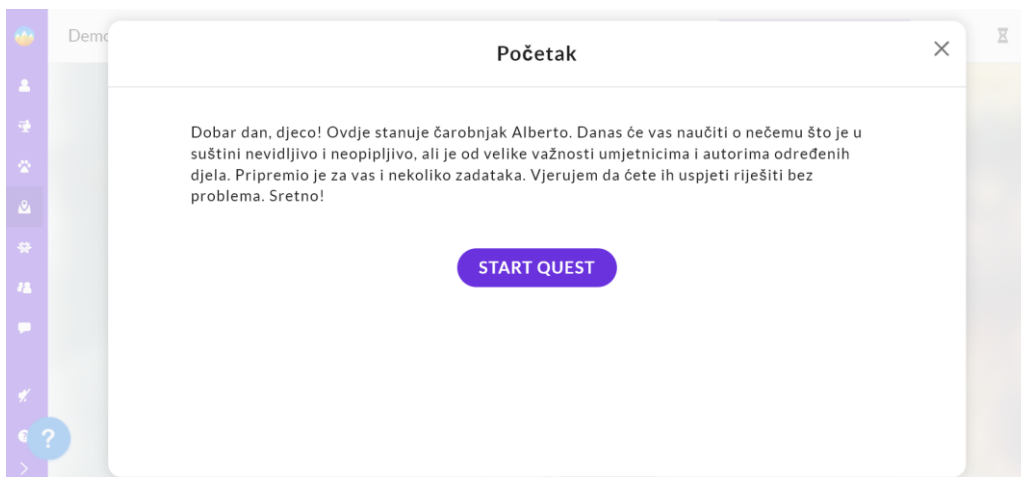 Demo
Početak
Dobar dan, djeco! Ovdje stanuje čarobnjak Alberto. Danas će vas naučiti o nečemu što je u
suštini nevidljivo i neopipljivo, ali je od velike važnosti umjetnicima i autorima određenih
djela. Pripremio je za vas i nekoliko zadataka. Vjerujem da ćete ih uspjeti riješiti bez
problema. Sretno!
START QUEST
?